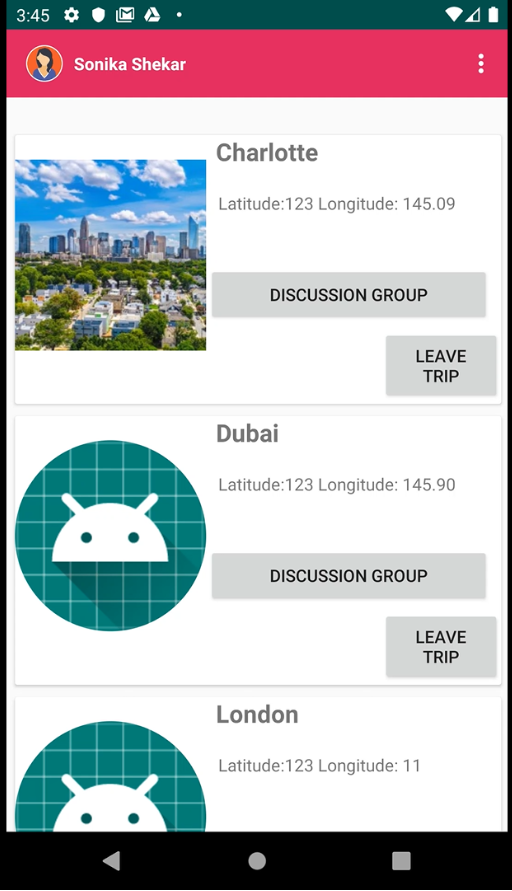 3:45
Sonika Shekar
Charlotte
Latitude:123 Longitude: 145.09
DISCUSSION GROUP
LEAVE
TRIP
Dubai
Latitude:123 Longitude: 145.90
DISCUSSION GROUP
LEAVE
TRIP
London
Latitude:123 Longitude: 11